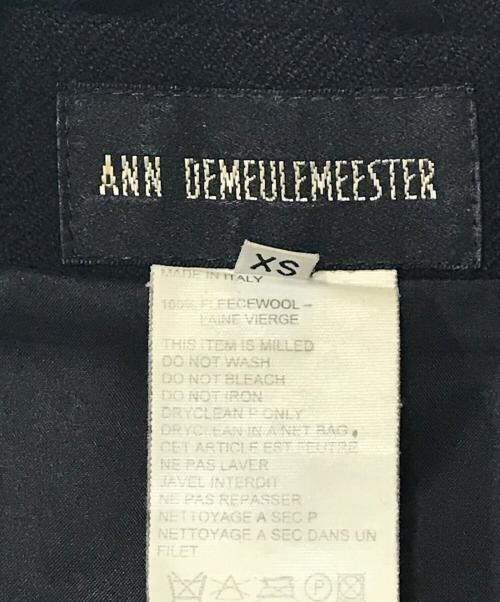 ANN DEMEULEMEESTER
XS
MADE IN ITALY
100% FLEECEWOOL -
LAINE VIERGE
THIS ITEM IS MILLED
DO NOT WASH
DO NOT BLEACH
DO NOT IRON
DRYCLEAN P ONLY
DRYCLEAN IN A NET BAG
CET ARTICLE EST FEUTRE
NE PAS LAVER
JAVEL INTERDIT
NE PAS REPASSER
NETTOYAGE A SEC P
NETTOYAGE A SEC DANS UN
FILET
P